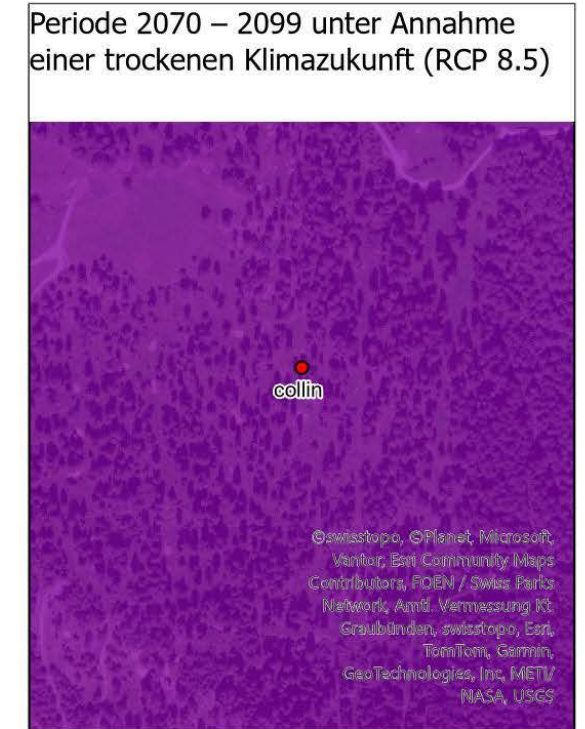 Periode 2070 – 2099 unter Annahme
einer trockenen Klimazukunft (RCP 8.5)
collin
©swisstopo, ©Planet, Microsoft,
Vantor, Esri Community Maps
Contributors, FOEN / Swiss Parks
Network, Amtl. Vermessung Kt.
Graubünden, swisstopo, Esri,
TomTom, Garmin,
GeoTechnologies, Inc, METI/
NASA, USGS